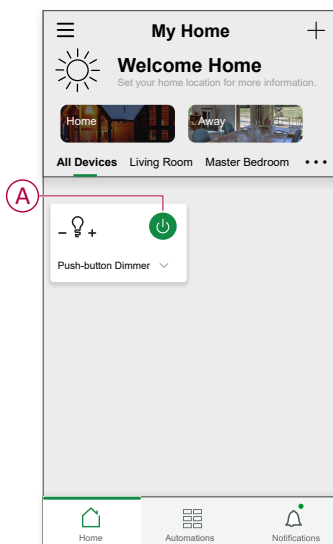 My Home
Welcome Home
Set your home location for more information.
Home Away
All Devices Living Room Master Bedroom
A
Push-button Dimmer
Home Automations Notifications